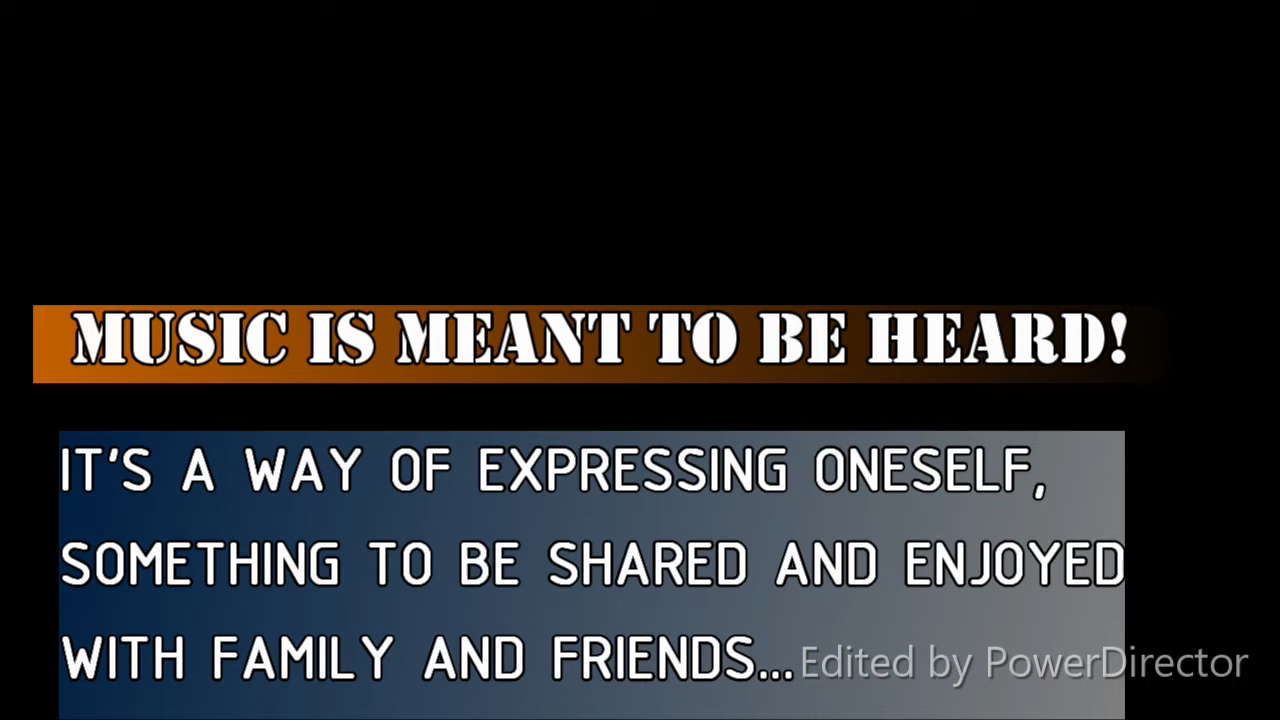 MUSIC IS MEANT TO BE HEARD!
IT'S A WAY OF EXPRESSING ONESELF,
SOMETHING TO BE SHARED AND ENJOYED
WITH FAMILY AND FRIENDS...
Edited by PowerDirector